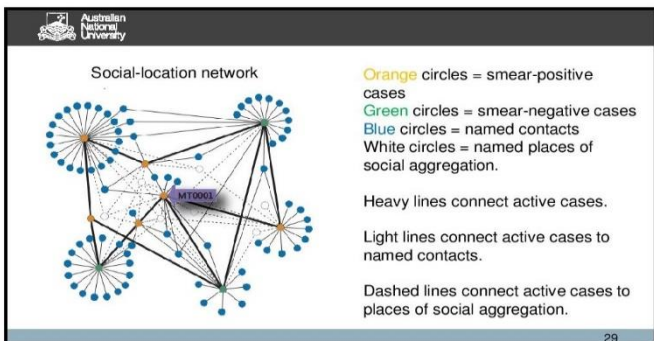 Australian
National
University
Social-location network
MT0001
Orange circles = smear-positive
cases
Green circles = smear-negative cases
Blue circles = named contacts
White circles = named places of
social aggregation.
Heavy lines connect active cases.
Light lines connect active cases to
named contacts.
Dashed lines connect active cases to
places of social aggregation.
29